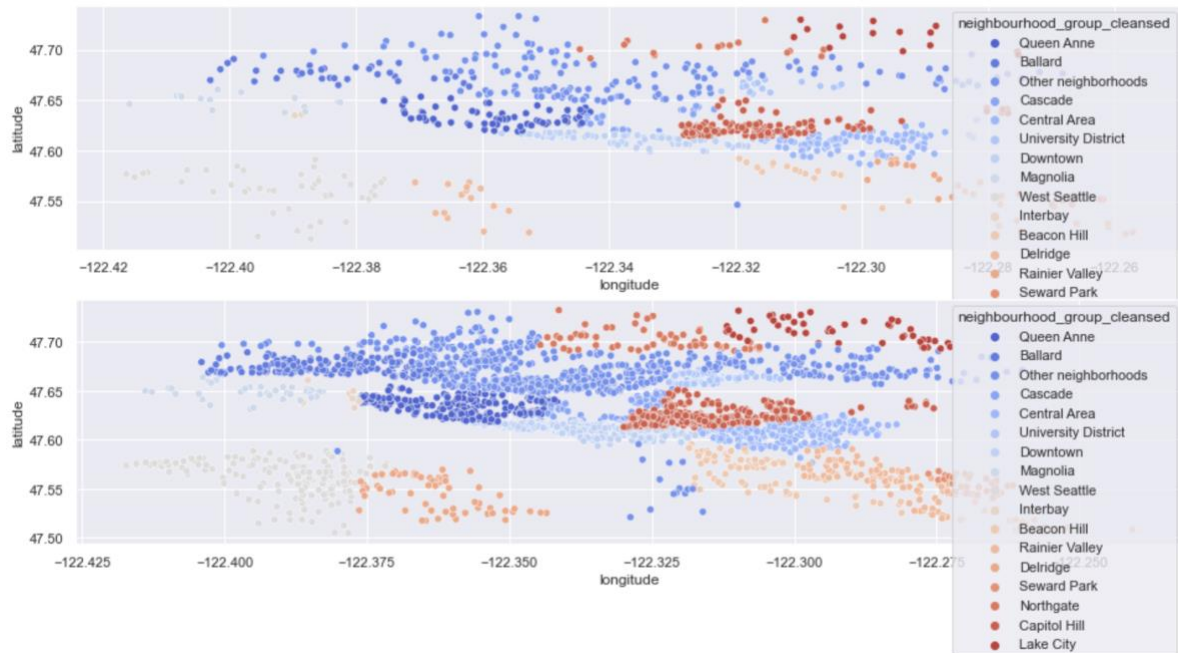 neighbourhood_group_cleansed
Queen Anne
Ballard
Other neighborhoods
Cascade
Central Area
University District
Downtown
Magnolia
West Seattle
Interbay
Beacon Hill
Delridge
Rainier Valley
Seward Park
47.70
47.65
47.60
47.55
latitude
−122.42 −122.40 −122.38 −122.36 −122.34 −122.32 −122.30 −122.28 −122.26
longitude
neighbourhood_group_cleansed
Queen Anne
Ballard
Other neighborhoods
Cascade
Central Area
University District
Downtown
Magnolia
West Seattle
Interbay
Beacon Hill
Rainier Valley
Delridge
Seward Park
Northgate
Capitol Hill
Lake City
47.70
47.65
47.60
47.55
47.50
latitude
−122.425 −122.400 −122.375 −122.350 −122.325 −122.300 −122.275 −122.250
longitude